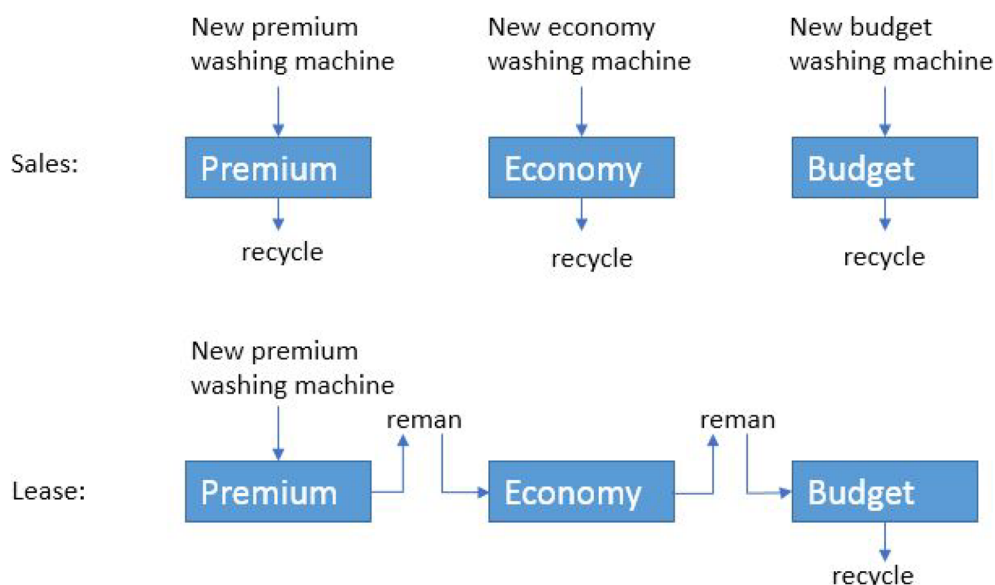 New premium
washing machine
New economy
washing machine
New budget
washing machine
Sales:
Premium
Economy
Budget
recycle
recycle
recycle
New premium
washing machine
reman
reman
Lease:
Premium
Economy
Budget
recycle